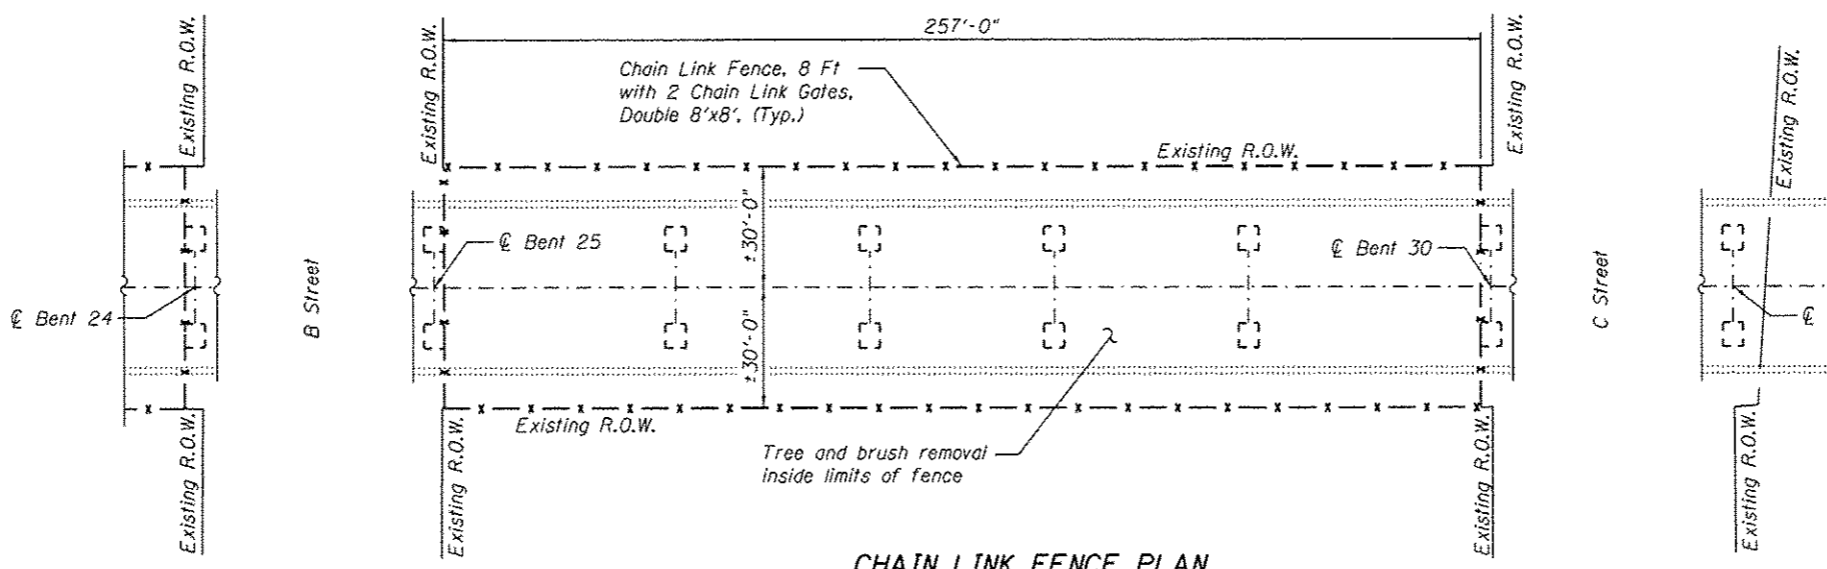 257'-0"
Existing R.O.W.
Existing R.O.W.
Existing R.O.W.
Existing R.O.W.
Chain Link Fence, 8 Ft
with 2 Chain Link Gates,
Double 8'x8'. (Typ.)
Existing R.O.W.
±30'-0"
±30'-0"
℄ Bent 24
B Street
℄ Bent 25
℄ Bent 30
C Street
℄
Existing R.O.W.
Tree and brush removal
inside limits of fence
Existing R.O.W.
Existing R.O.W.
Existing R.O.W.
Existing R.O.W.
CHAIN LINK FENCE PLAN